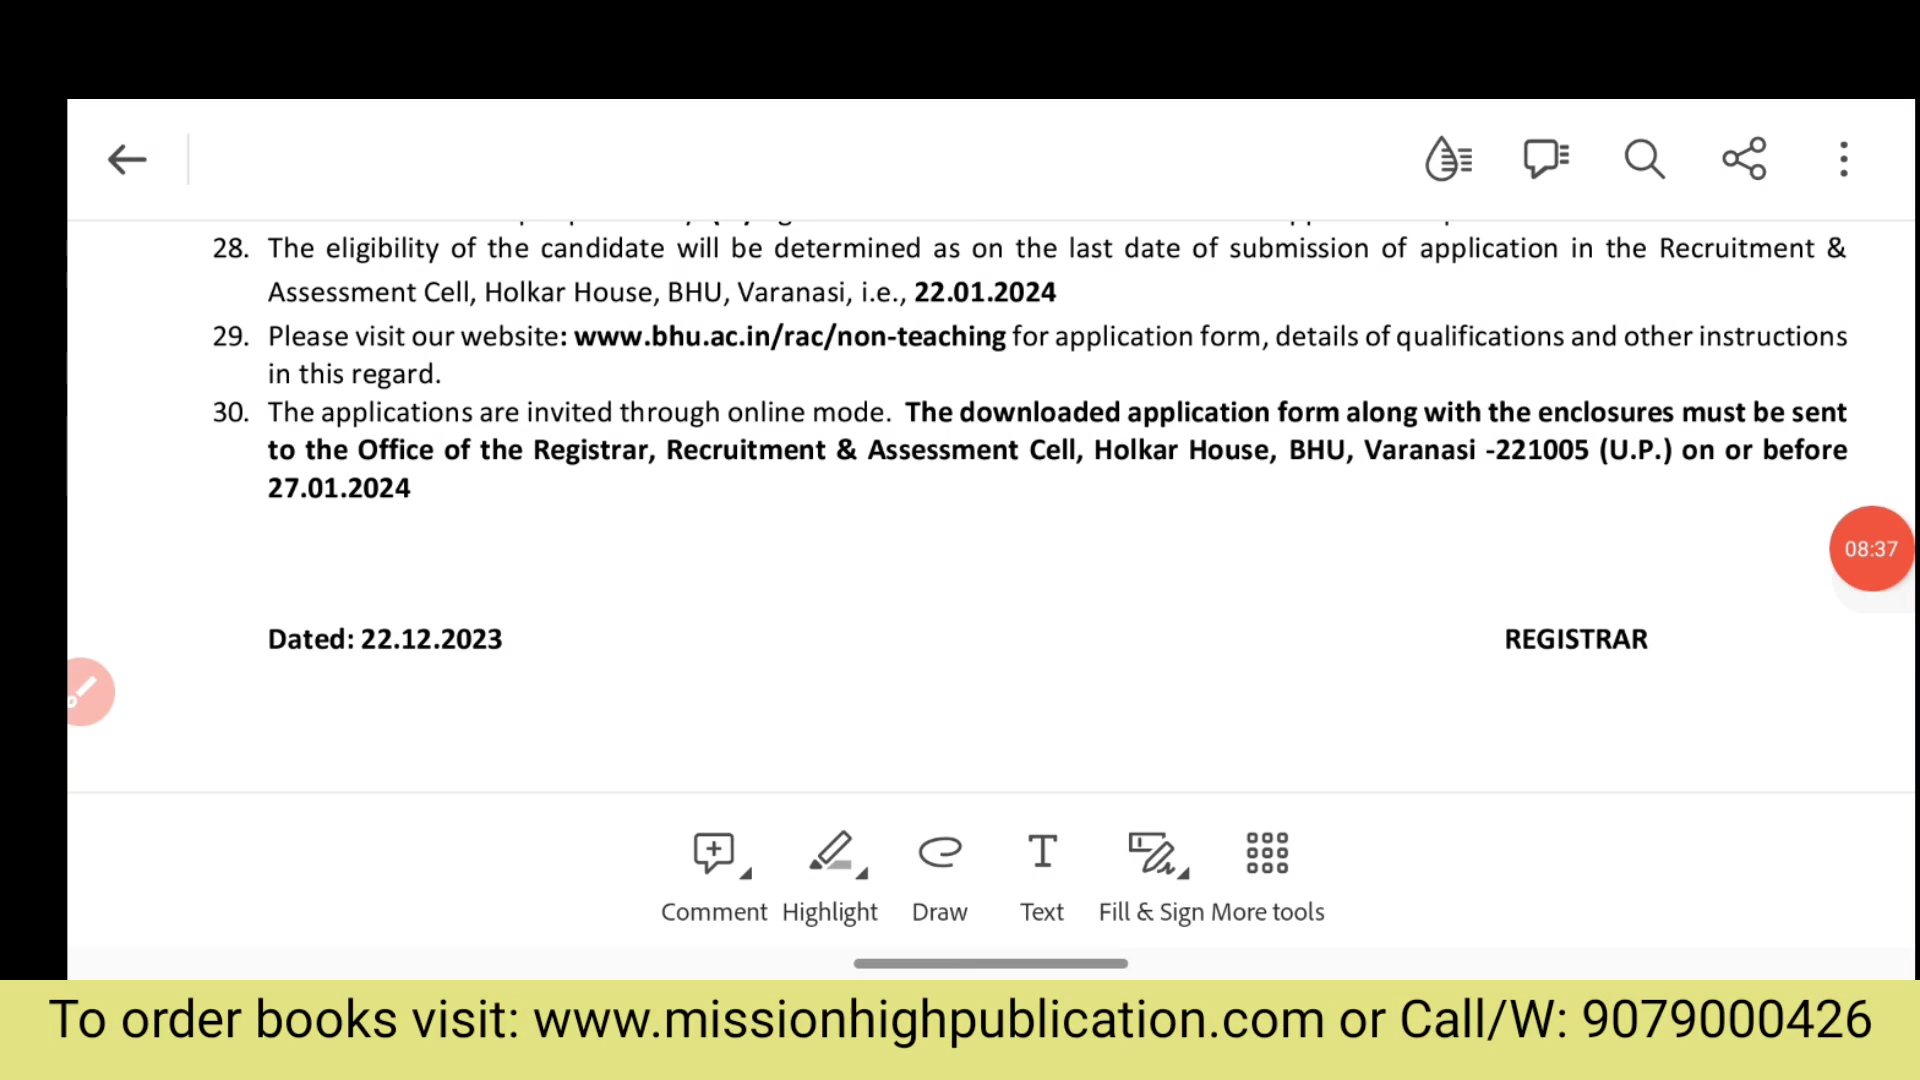 28. The eligibility of the candidate will be determined as on the last date of submission of application in the Recruitment &
Assessment Cell, Holkar House, BHU, Varanasi, i.e., 22.01.2024
29. Please visit our website: www.bhu.ac.in/rac/non-teaching for application form, details of qualifications and other instructions
in this regard.
30. The applications are invited through online mode. The downloaded application form along with the enclosures must be sent
to the Office of the Registrar, Recruitment & Assessment Cell, Holkar House, BHU, Varanasi -221005 (U.P.) on or before
27.01.2024
08:37
Dated: 22.12.2023 REGISTRAR
Comment Highlight Draw Text Fill & Sign More tools
To order books visit: www.missionhighpublication.com or Call/W: 9079000426